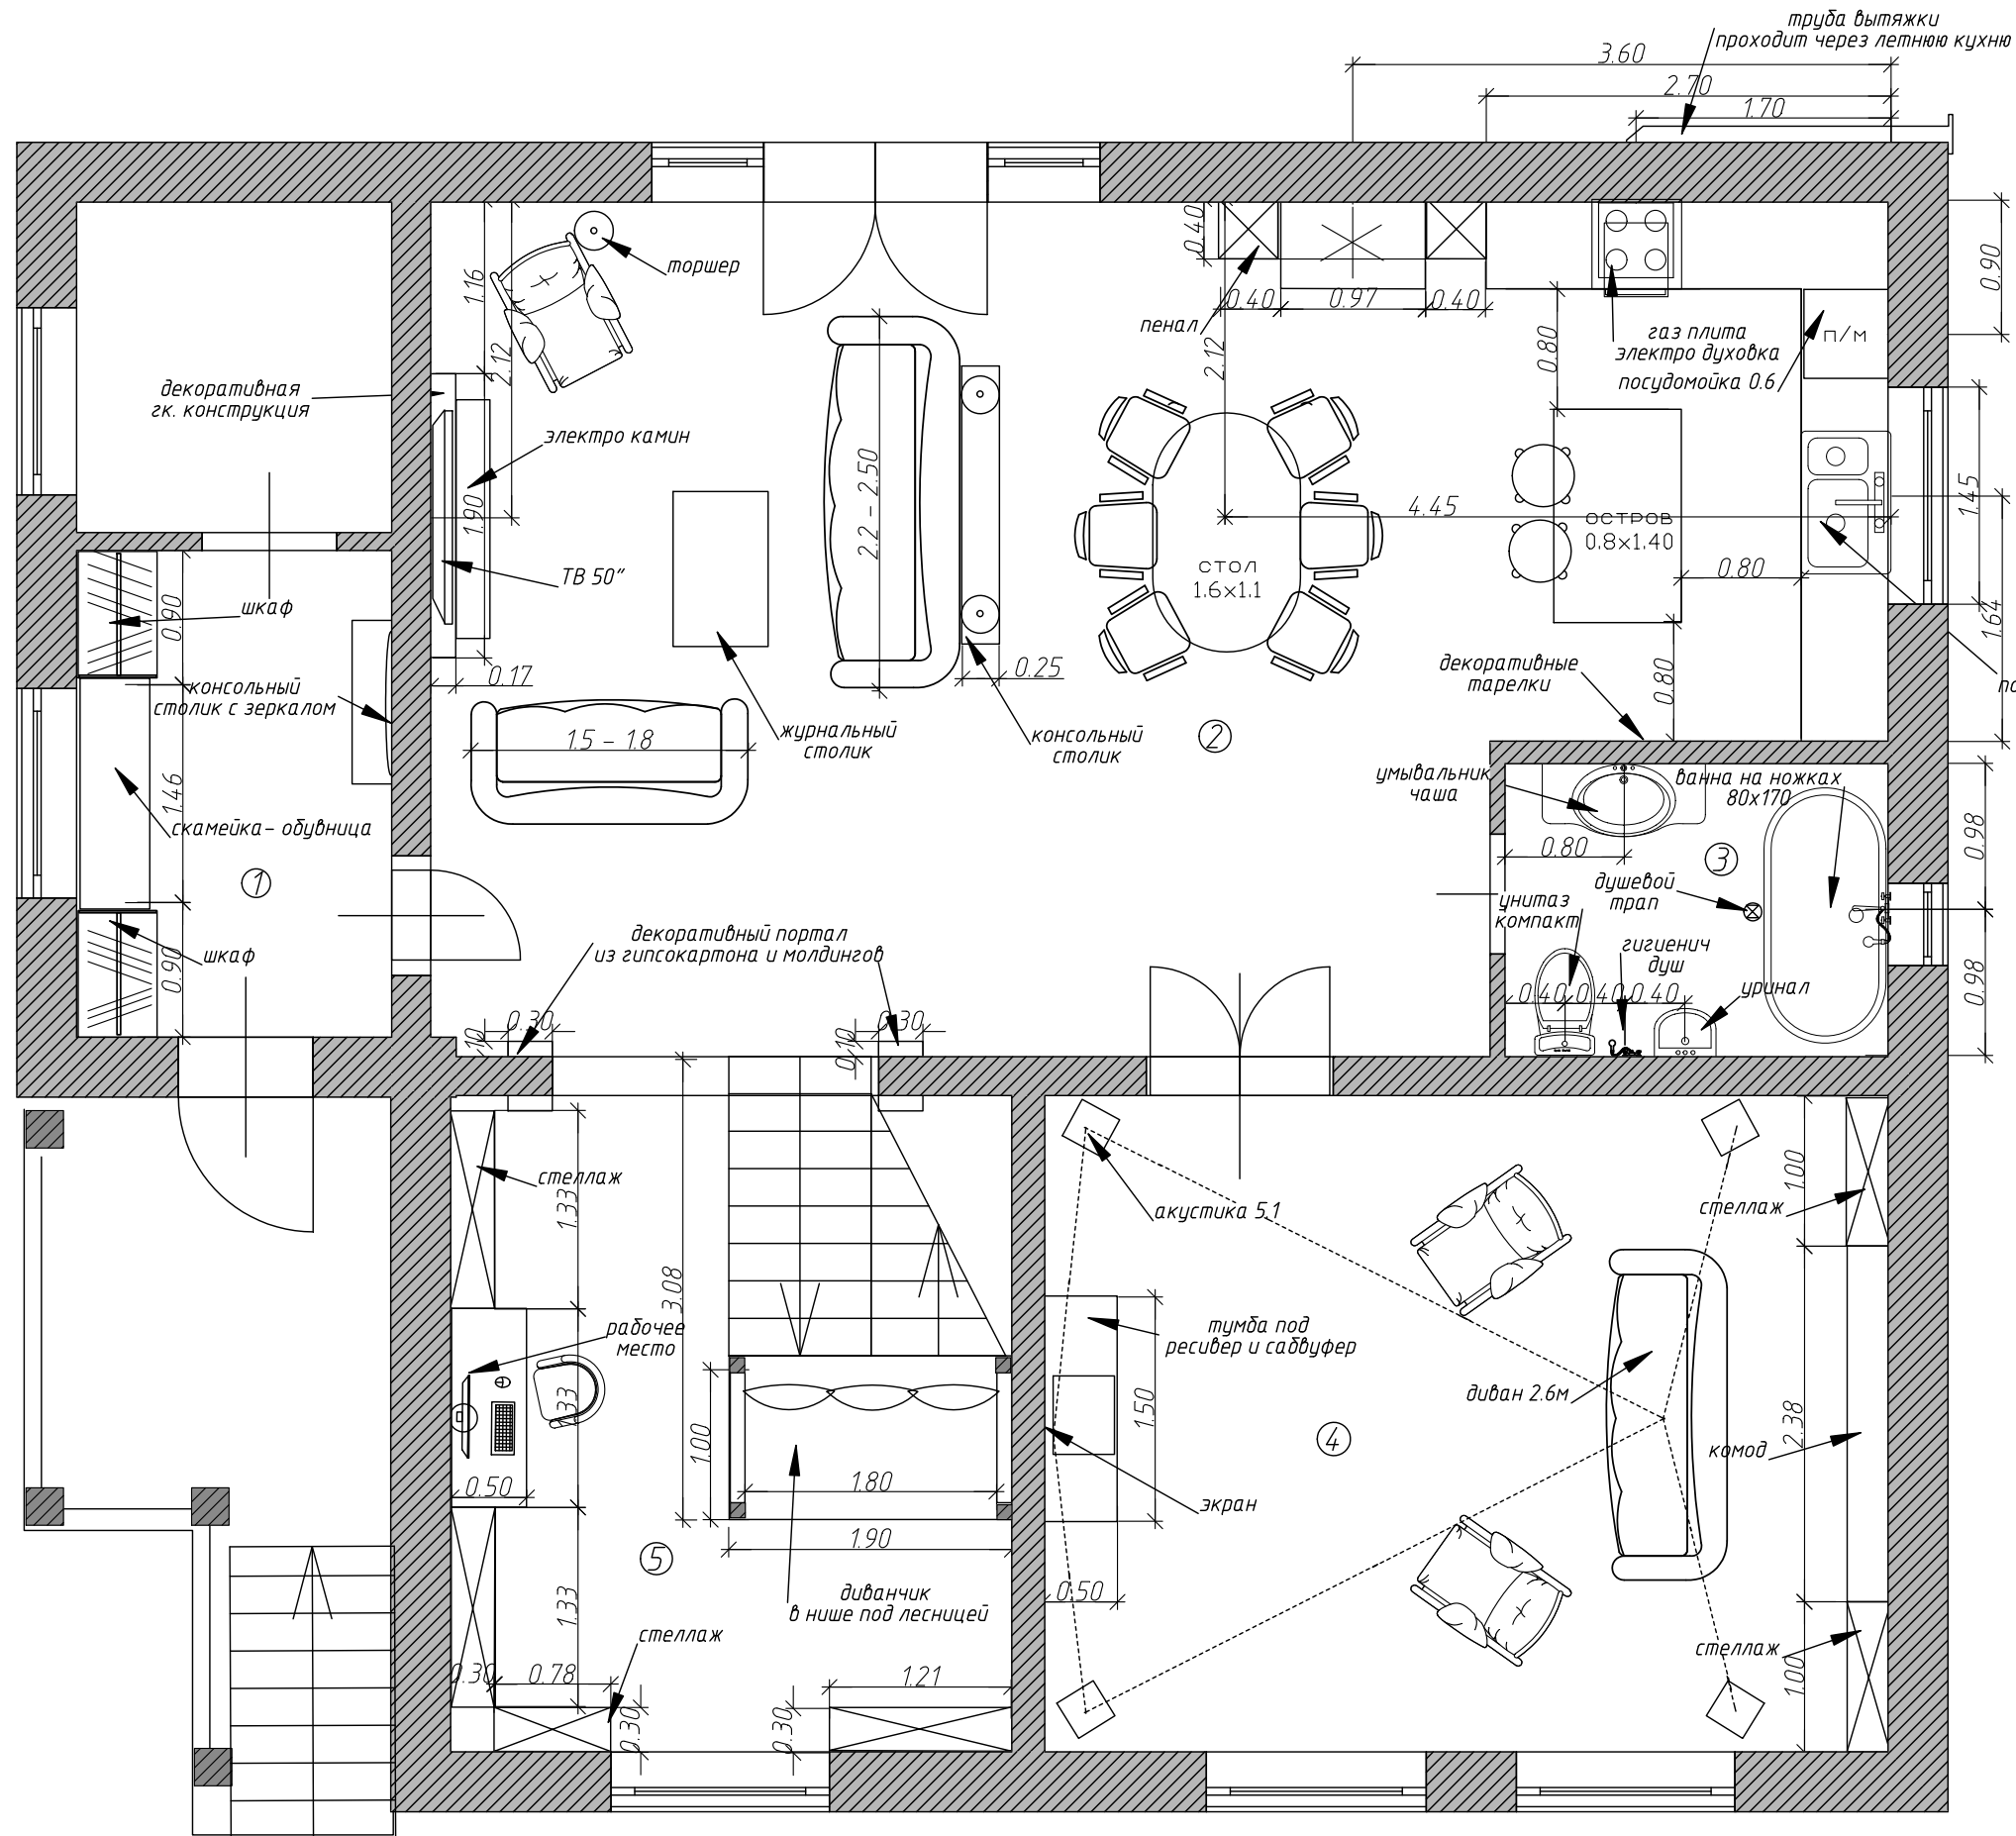 труба вытяжки
проходит через летнюю кухню
3.60
2.70
1.70
0.40
0.90
1.16
торшер
2.12
пенал
0.40
0.97
0.40
2.12
0.80
газ плита
электро духовка
посудомойка 0.6
п/м
декоративная
гк. конструкция
электро камин
1.90
2.2 - 2.50
4.45
ОСТРОВ
0.8х1.40
1.45
СТОЛ
1.6х1.1
0.80
1.64
ТВ 50"
шкаф
0.90
0.17
0.25
консольный
столик с зеркалом
журнальный
столик
консольный
столик
1.5 - 1.8
2
декоративные
тарелки
0.80
умывальник
чаша
ванна на ножках
80х170
1.46
скамейка- обувница
1
0.80
3
0.98
душевой
трап
унитаз
компакт
гигиенич
душ
0.40
0.40
0.40
уринал
0.98
шкаф
0.90
декоративный портал
из гипсокартона и молдингов
0.30
10
0.30
0.10
стеллаж
1.33
3.08
акустика 5.1
1.00
стеллаж
рабочее
место
1.33
тумба под
ресивер и сабвуфер
1.50
диван 2.6м
2.38
комод
4
1.00
1.80
0.50
экран
1.90
5
0.50
диванчик
в нише под лесницей
1.33
стеллаж
0.30
0.78
1.21
0.30
0.30
стеллаж
1.00